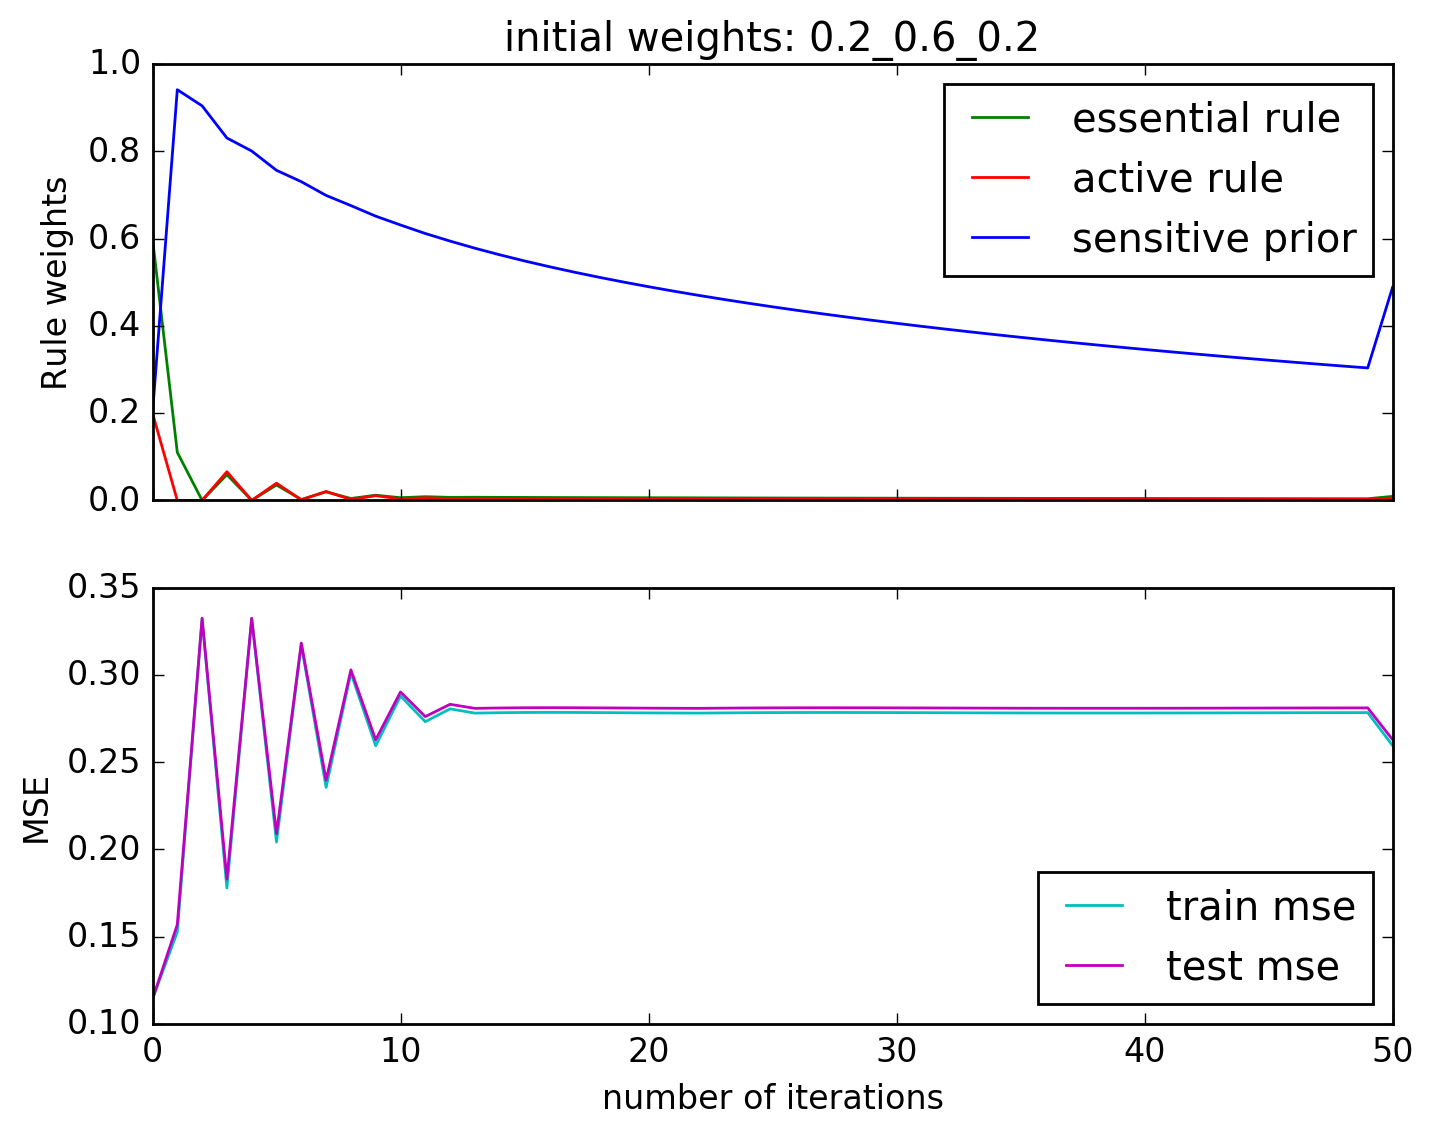 initial weights: 0.2_0.6_0.2
1.0
0.8
0.6
0.4
0.2
0.0
Rule weights
essential rule
active rule
sensitive prior
0.35
0.30
0.25
0.20
0.15
0.10
MSE
train mse
test mse
0 10 20 30 40 50
number of iterations